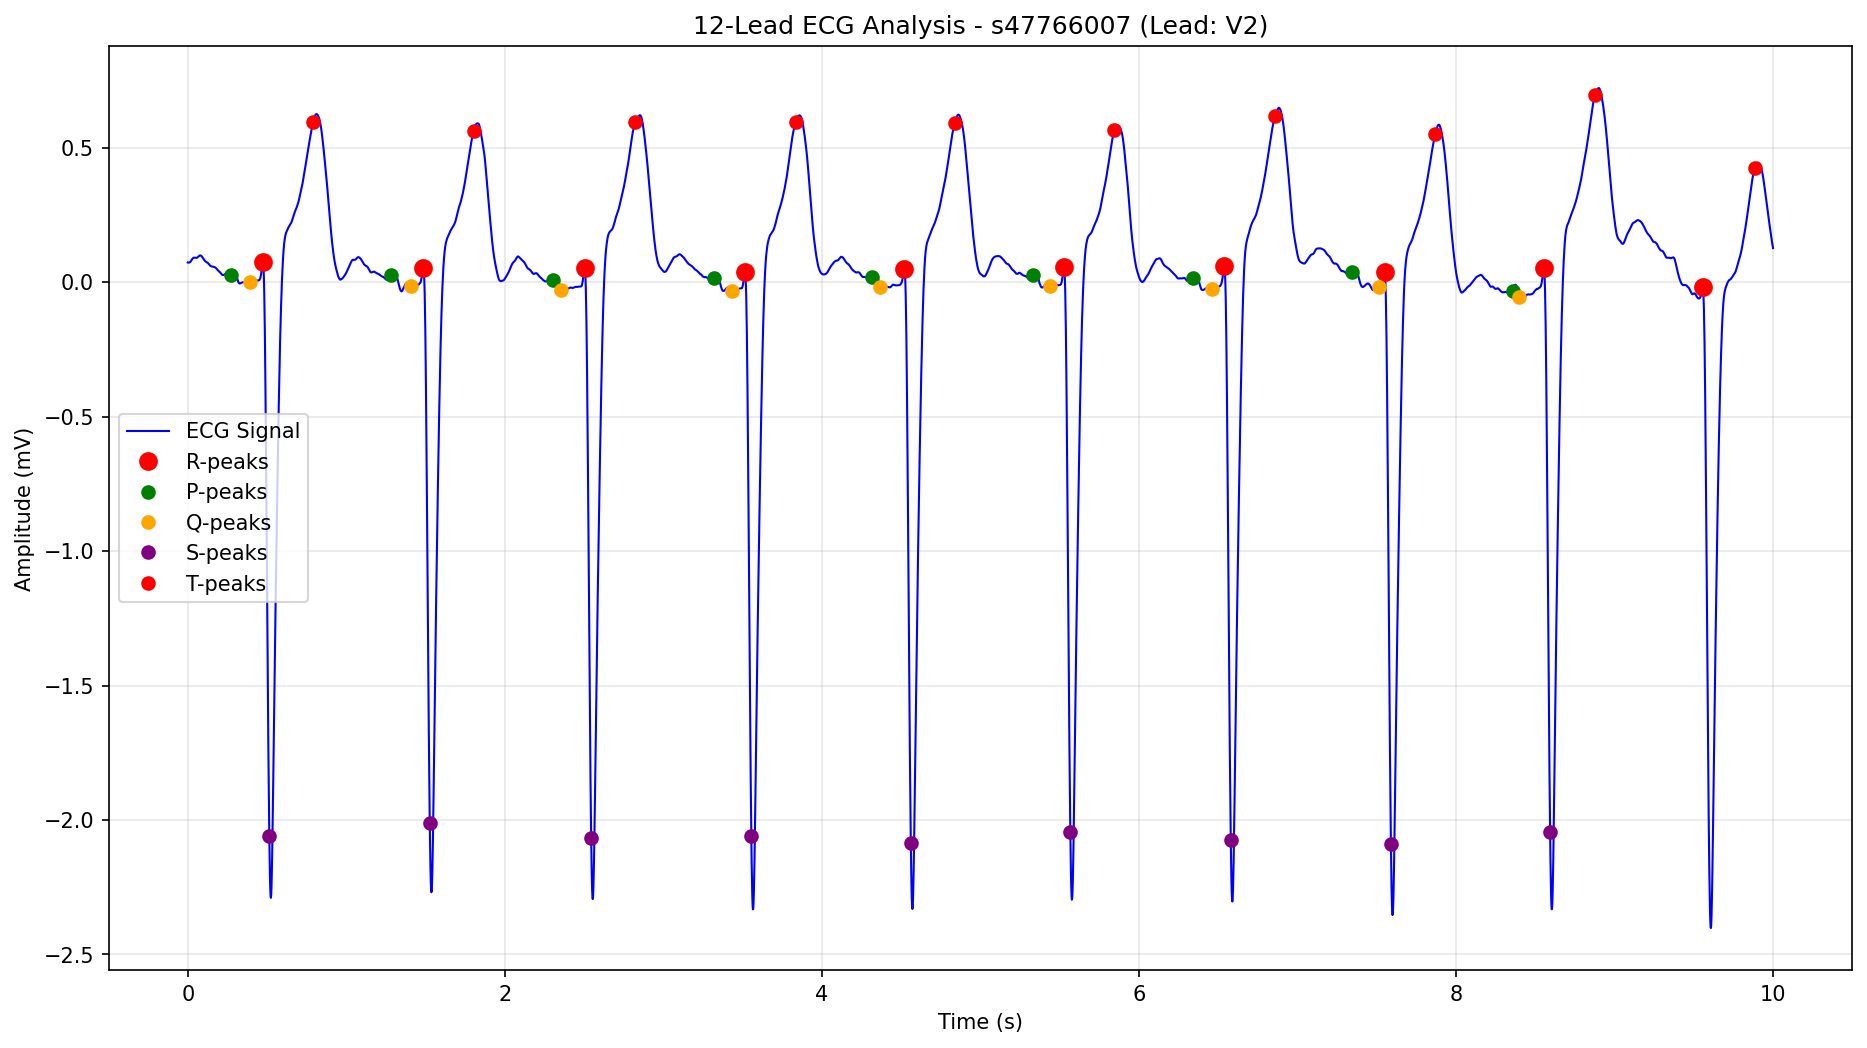 12-Lead ECG Analysis - s47766007 (Lead: V2)
Amplitude (mV)
0.5
0.0
−0.5
−1.0
−1.5
−2.0
−2.5
ECG Signal
R-peaks
P-peaks
Q-peaks
S-peaks
T-peaks
0 2 4 6 8 10
Time (s)